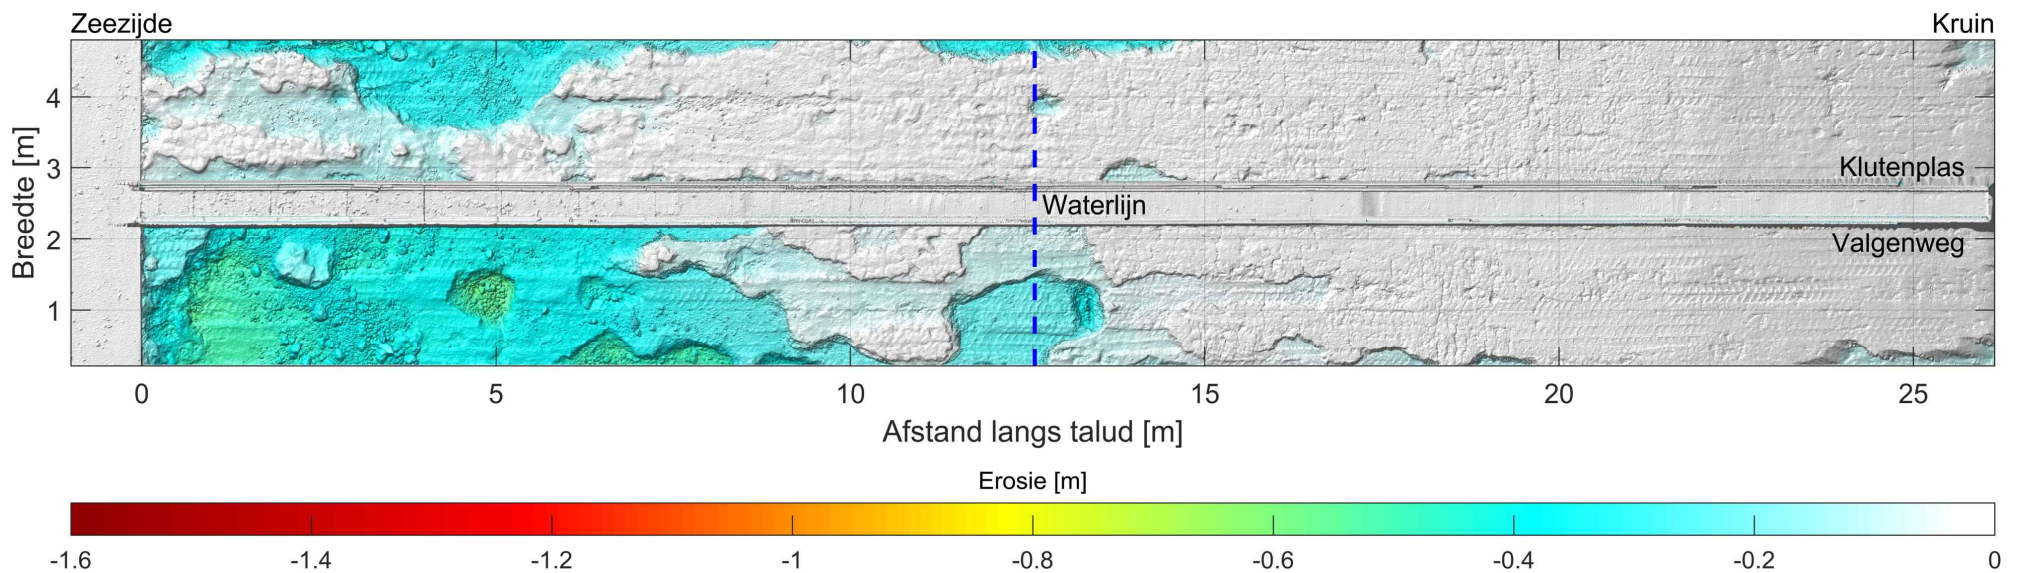 Zeezijde
Kruin
4
3
2
1
Breedte [m]
Klutenplas
Waterlijn
Valgenweg
0
5
10
15
20
25
Afstand langs talud [m]
Erosie [m]
-1.6
-1.4
-1.2
-1
-0.8
-0.6
-0.4
-0.2
0